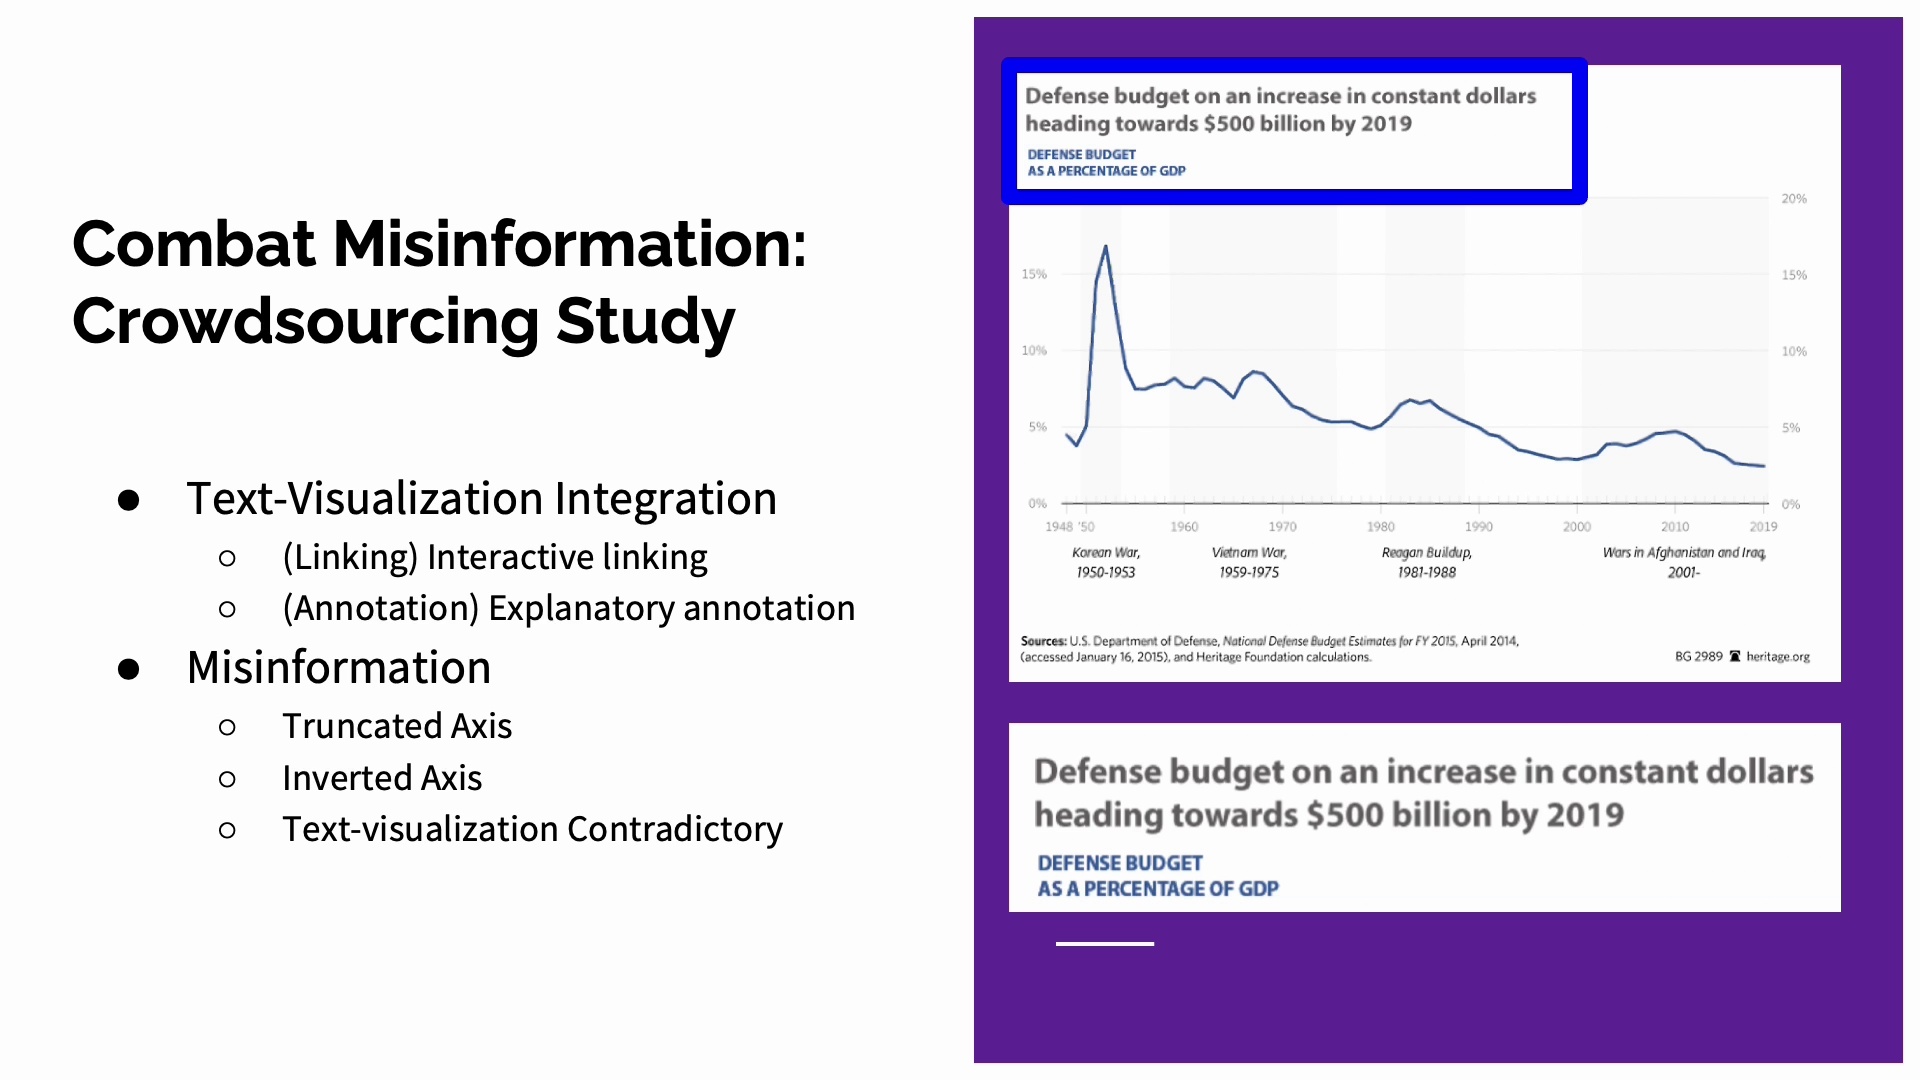 Combat Misinformation:
Crowdsourcing Study
● Text-Visualization Integration
○ (Linking) Interactive linking
○ (Annotation) Explanatory annotation
● Misinformation
○ Truncated Axis
○ Inverted Axis
○ Text-visualization Contradictory
Defense budget on an increase in constant dollars
heading towards $500 billion by 2019
DEFENSE BUDGET
AS A PERCENTAGE OF GDP
20%
15% 15%
10% 10%
5% 5%
0% 0%
1948 '50 1960 1970 1980 1990 2000 2010 2019
Korean War, Vietnam War, Reagan Buildup, Wars in Afghanistan and Iraq,
1950-1953 1959-1975 1981-1988 2001-
Sources: U.S. Department of Defense, National Defense Budget Estimates for FY 2015, April 2014,
(accessed January 16, 2015), and Heritage Foundation calculations.
BG 2989 heritage.org
Defense budget on an increase in constant dollars
heading towards $500 billion by 2019
DEFENSE BUDGET
AS A PERCENTAGE OF GDP